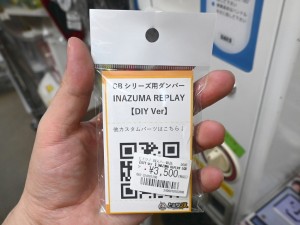 CBシリーズ用ダンパー
INAZUMA REPLAY
【DIY Ver】
他カスタムパーツはこちら↓
¥3,500